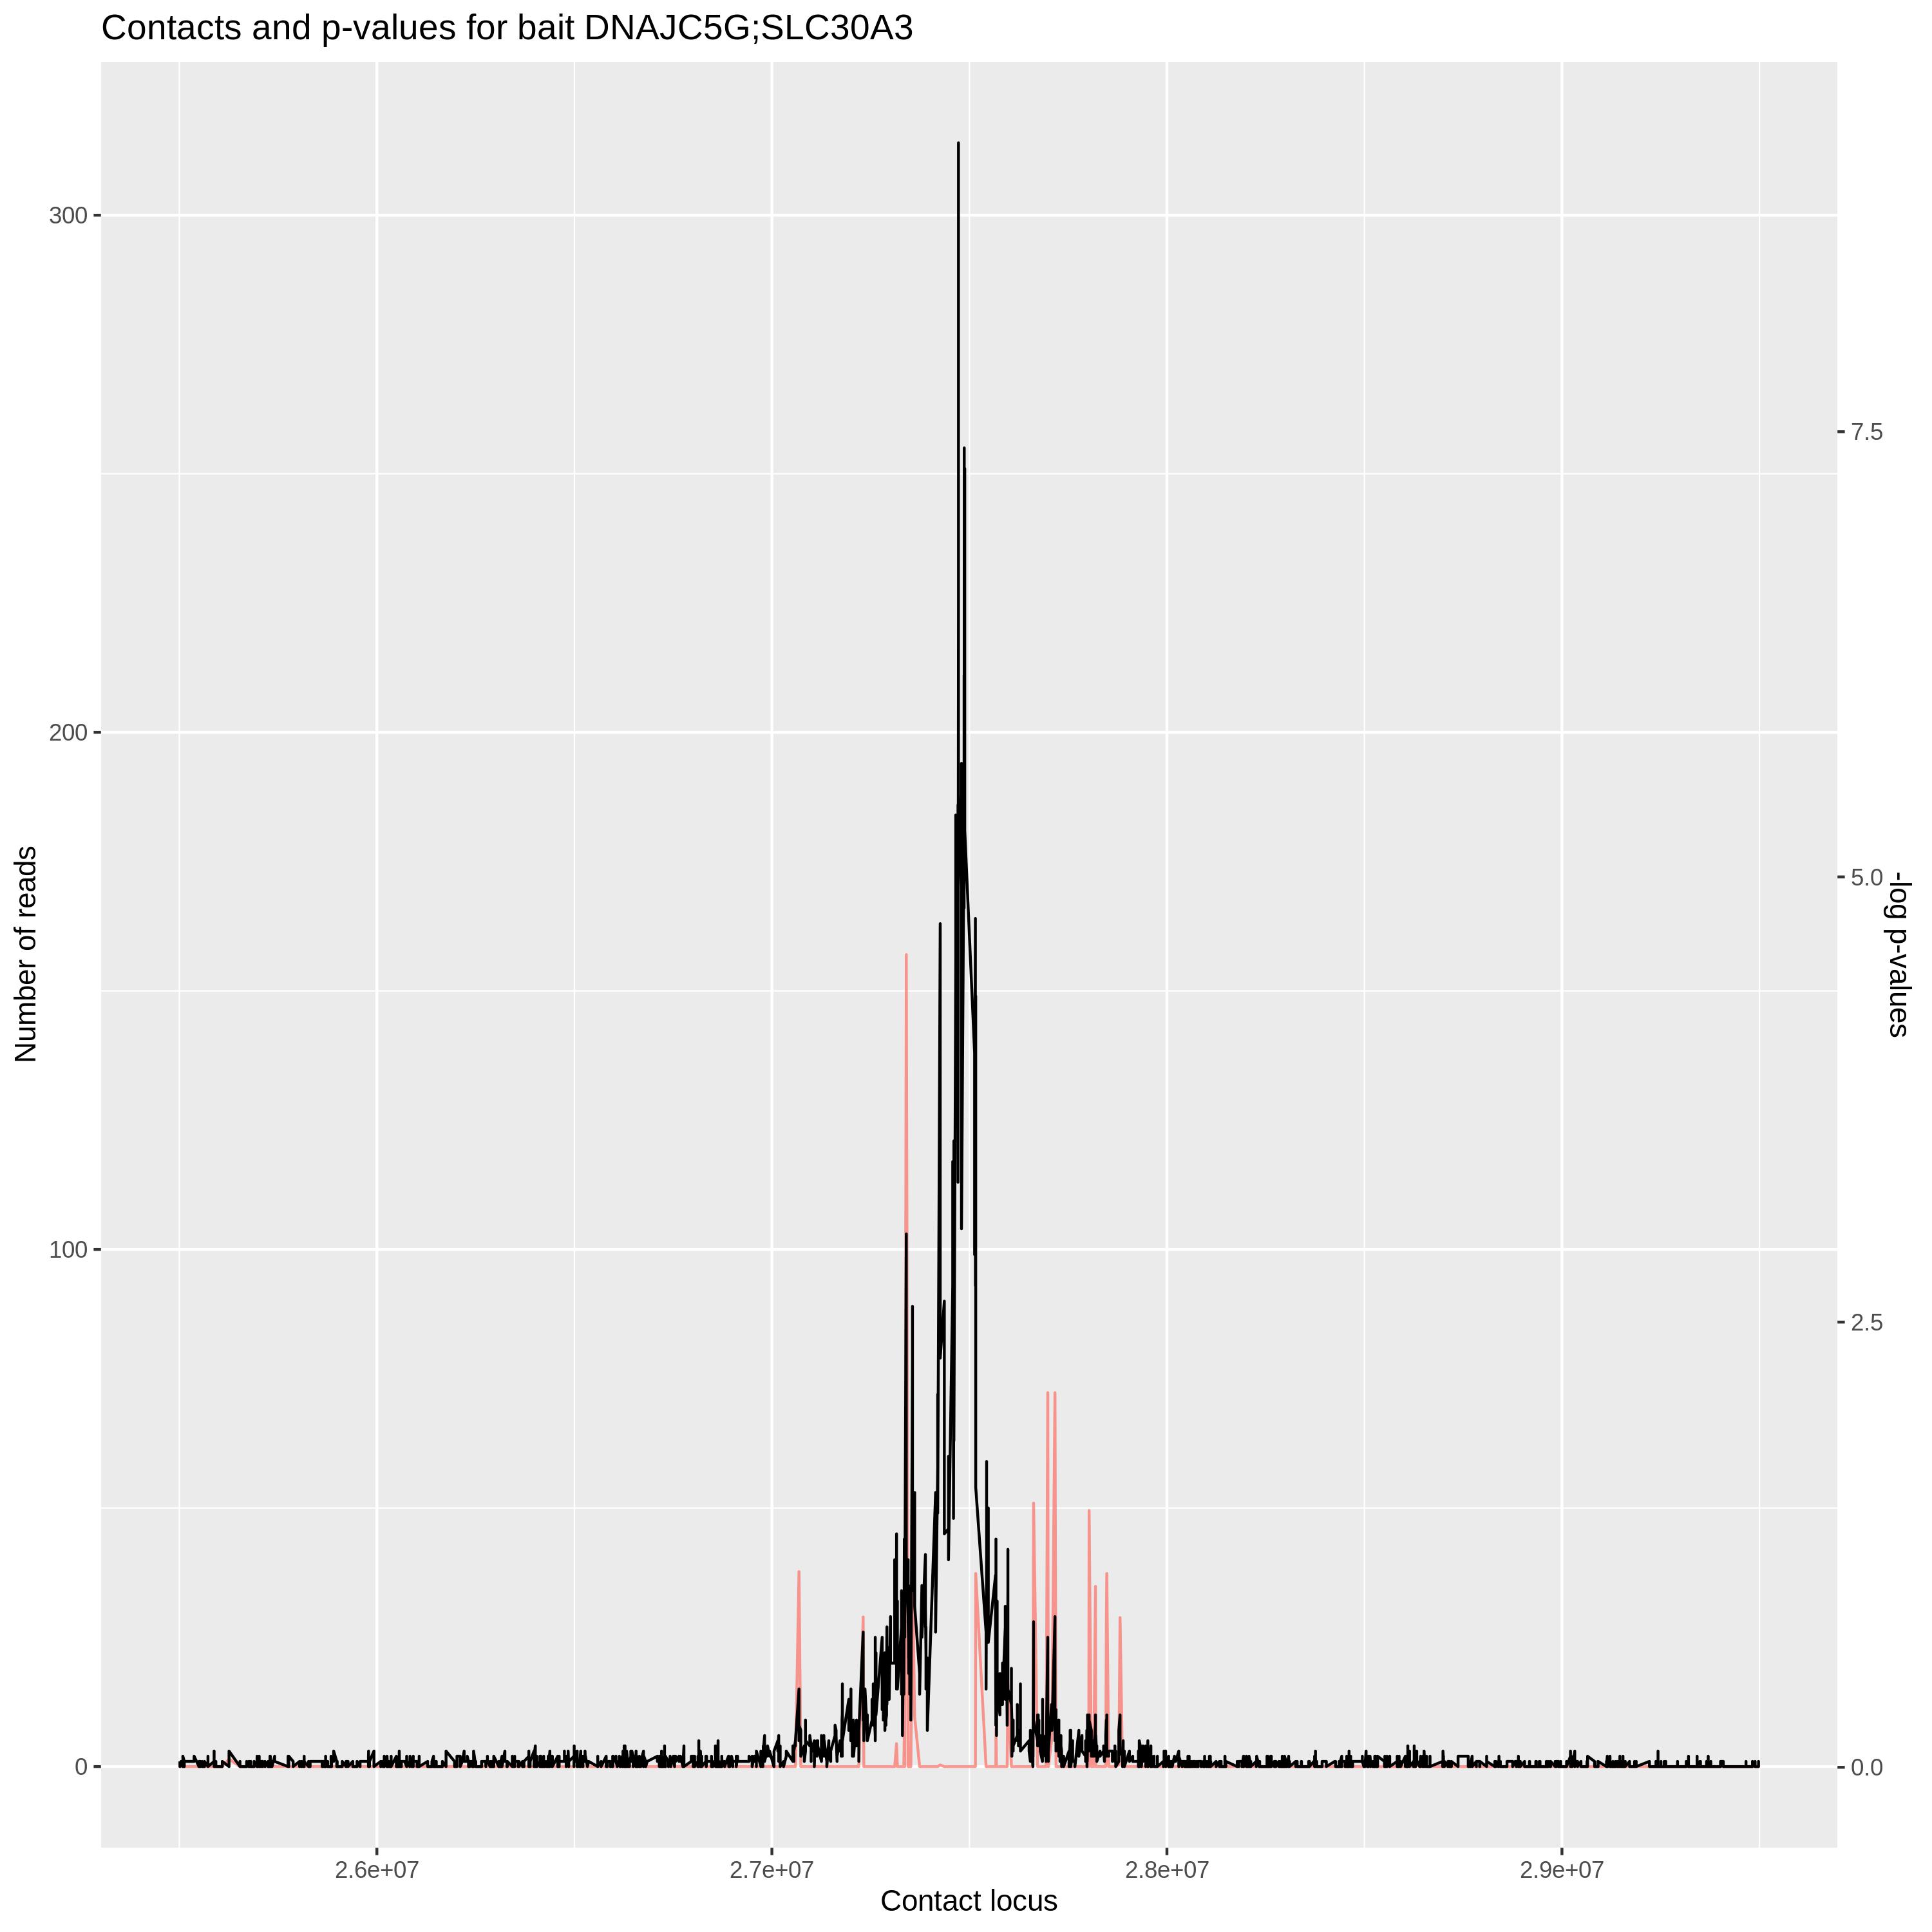 Contacts and p-values for bait DNAJC5G;SLC30A3
300
200
100
0
Number of reads
7.5
5.0
2.5
0.0
-log p-values
2.6e+07
2.7e+07
2.8e+07
2.9e+07
Contact locus